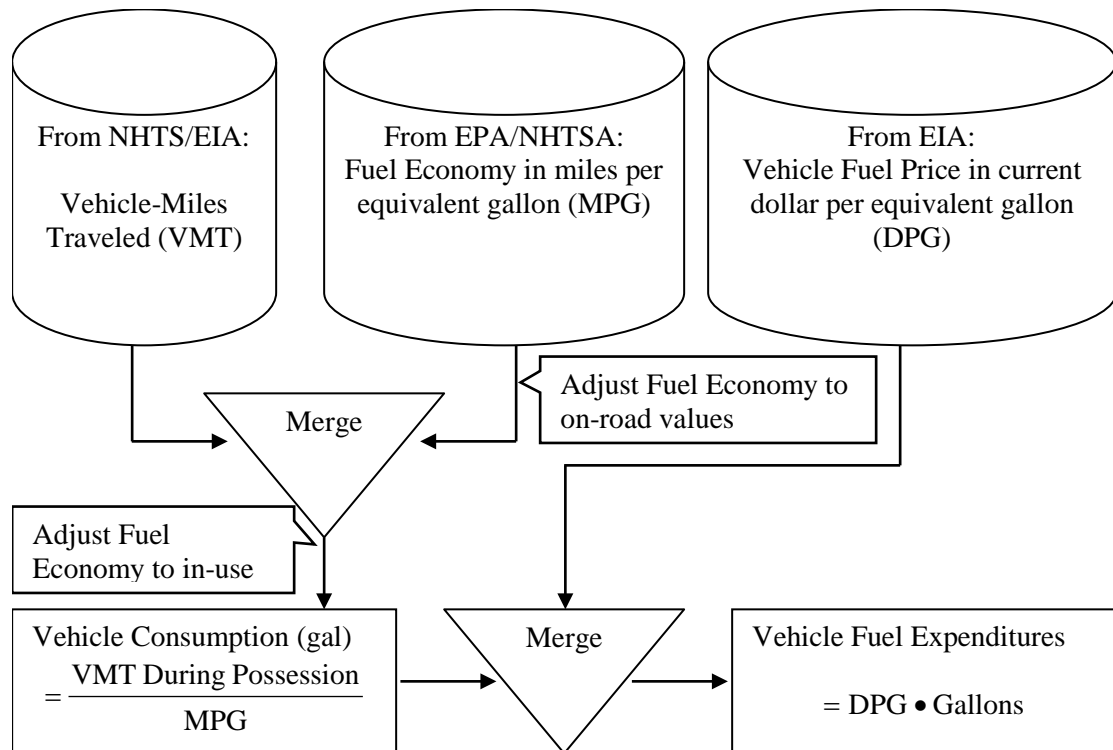 From NHTS/EIA:
Vehicle-Miles
Traveled (VMT)
From EPA/NHTSA:
Fuel Economy in miles per
equivalent gallon (MPG)
From EIA:
Vehicle Fuel Price in current
dollar per equivalent gallon
(DPG)
Adjust Fuel Economy to
on-road values
Merge
Adjust Fuel
Economy to in-use
Vehicle Consumption (gal)
= VMT During Possession
MPG
Merge
Vehicle Fuel Expenditures
= DPG • Gallons